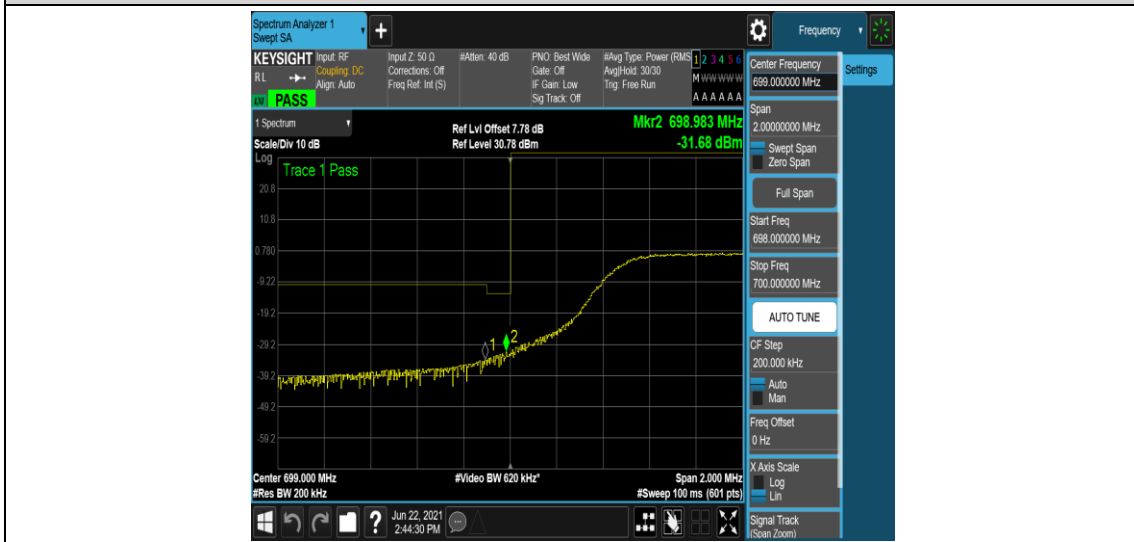 Spectrum Analyzer 1
Swept SA
+
Frequency
KEYSIGHT
RL
LXI
PASS
Input: RF
Coupling: DC
Align: Auto
Input Z: 50 Ω
Corrections: Off
Freq Ref: Int (S)
#Atten: 40 dB
PNO: Best Wide
Gate: Off
IF Gain: Low
Sig Track: Off
#Avg Type: Power (RMS
Avg|Hold: 30/30
Trig: Free Run
1 2 3 4 5 6
M W W W W W
A A A A A A
1 Spectrum
Scale/Div 10 dB
Ref Lvl Offset 7.78 dB
Ref Level 30.78 dBm
Mkr2 698.983 MHz
-31.68 dBm
Log
Trace 1 Pass
20.8
10.8
0.780
-9.22
-19.2
-29.2
-39.2
-49.2
-59.2
1
2
Center 699.000 MHz
#Res BW 200 kHz
#Video BW 620 kHz*
Span 2.000 MHz
#Sweep 100 ms (601 pts)
?
Jun 22, 2021
2:44:30 PM
Center Frequency
699.000000 MHz
Settings
Span
2.00000000 MHz
Swept Span
Zero Span
Full Span
Start Freq
698.000000 MHz
Stop Freq
700.000000 MHz
AUTO TUNE
CF Step
200.000 kHz
Auto
Man
Freq Offset
0 Hz
X Axis Scale
Log
Lin
Signal Track
(Span Zoom)